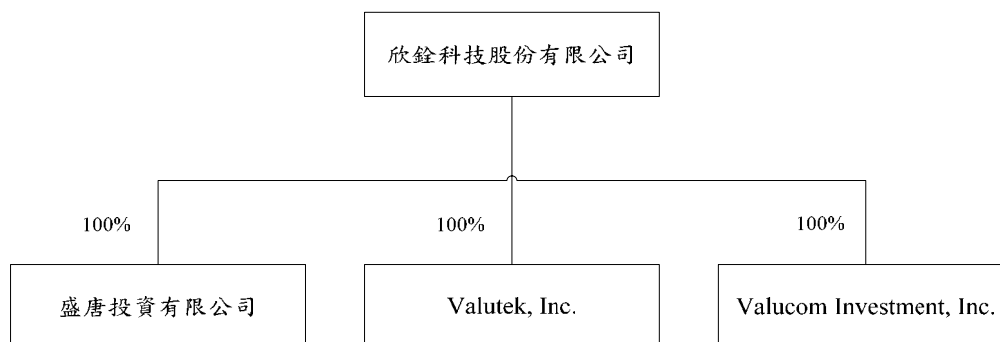 欣銓科技股份有限公司
100%
100%
100%
盛唐投資有限公司
Valutek, Inc.
Valucom Investment, Inc.